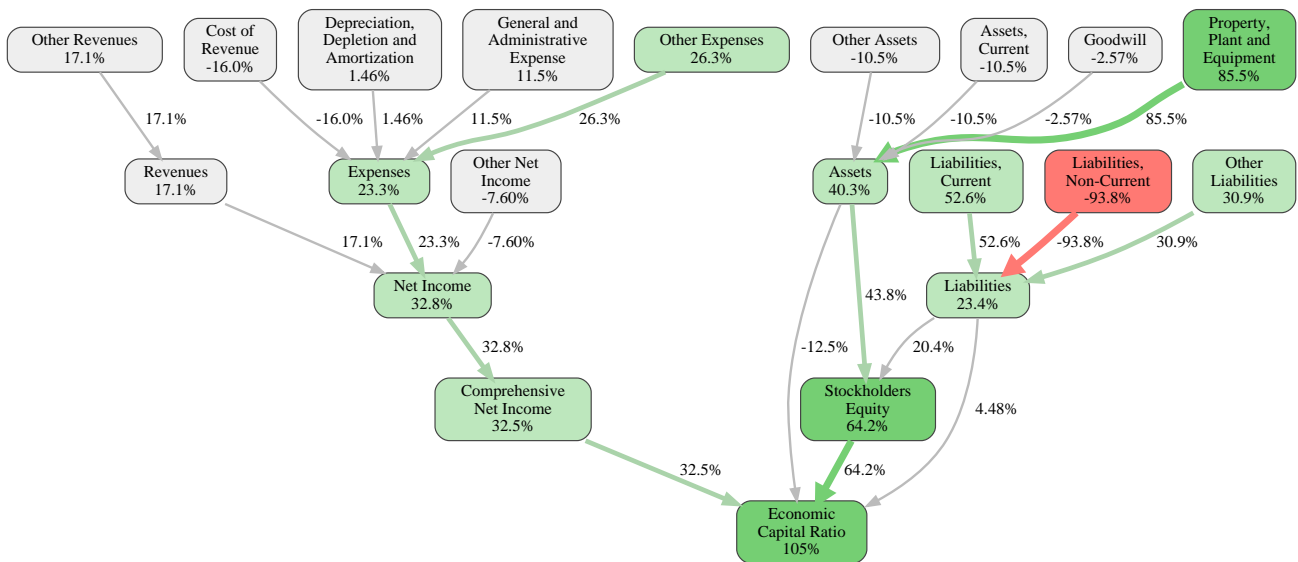 Other Revenues
17.1%
Cost of
Revenue
-16.0%
Depreciation,
Depletion and
Amortization
1.46%
General and
Administrative
Expense
11.5%
Other Expenses
26.3%
Other Assets
-10.5%
Assets,
Current
-10.5%
Goodwill
-2.57%
Property,
Plant and
Equipment
85.5%
17.1%
-16.0%
1.46%
11.5%
26.3%
-10.5%
-10.5%
-2.57%
85.5%
Revenues
17.1%
Expenses
23.3%
Other Net
Income
-7.60%
Assets
40.3%
Liabilities,
Current
52.6%
Liabilities,
Non-Current
-93.8%
Other
Liabilities
30.9%
17.1%
23.3%
-7.60%
52.6%
-93.8%
30.9%
Net Income
32.8%
43.8%
Liabilities
23.4%
32.8%
-12.5%
20.4%
Comprehensive
Net Income
32.5%
Stockholders
Equity
64.2%
4.48%
32.5%
64.2%
Economic
Capital Ratio
105%